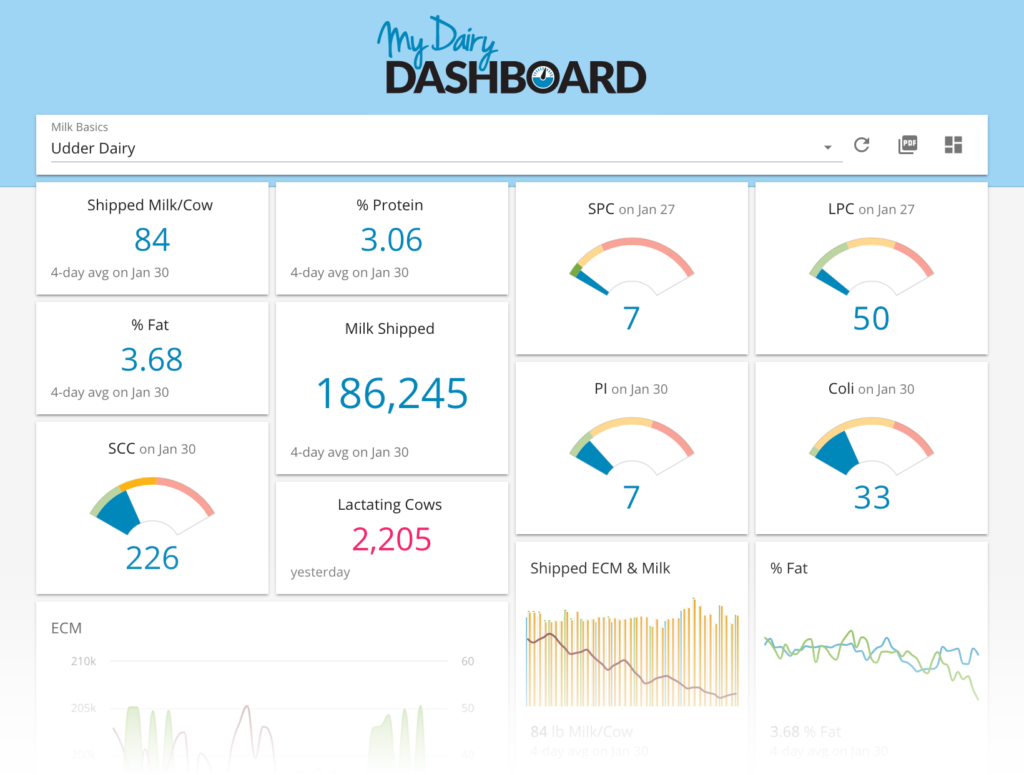 My Dairy
DASHBOARD
Milk Basics
Udder Dairy
PDF
Shipped Milk/Cow
84
4-day avg on Jan 30
% Protein
3.06
4-day avg on Jan 30
SPC on Jan 27
7
LPC on Jan 27
50
% Fat
3.68
4-day avg on Jan 30
Milk Shipped
186,245
4-day avg on Jan 30
PI on Jan 30
7
Coli on Jan 30
33
SCC on Jan 30
226
Lactating Cows
2,205
yesterday
Shipped ECM & Milk
84 lb Milk/Cow
4-day avg on Jan 30
% Fat
3.68 % Fat
4-day avg on Jan 30
ECM
210k
60
205k
50
200k
40